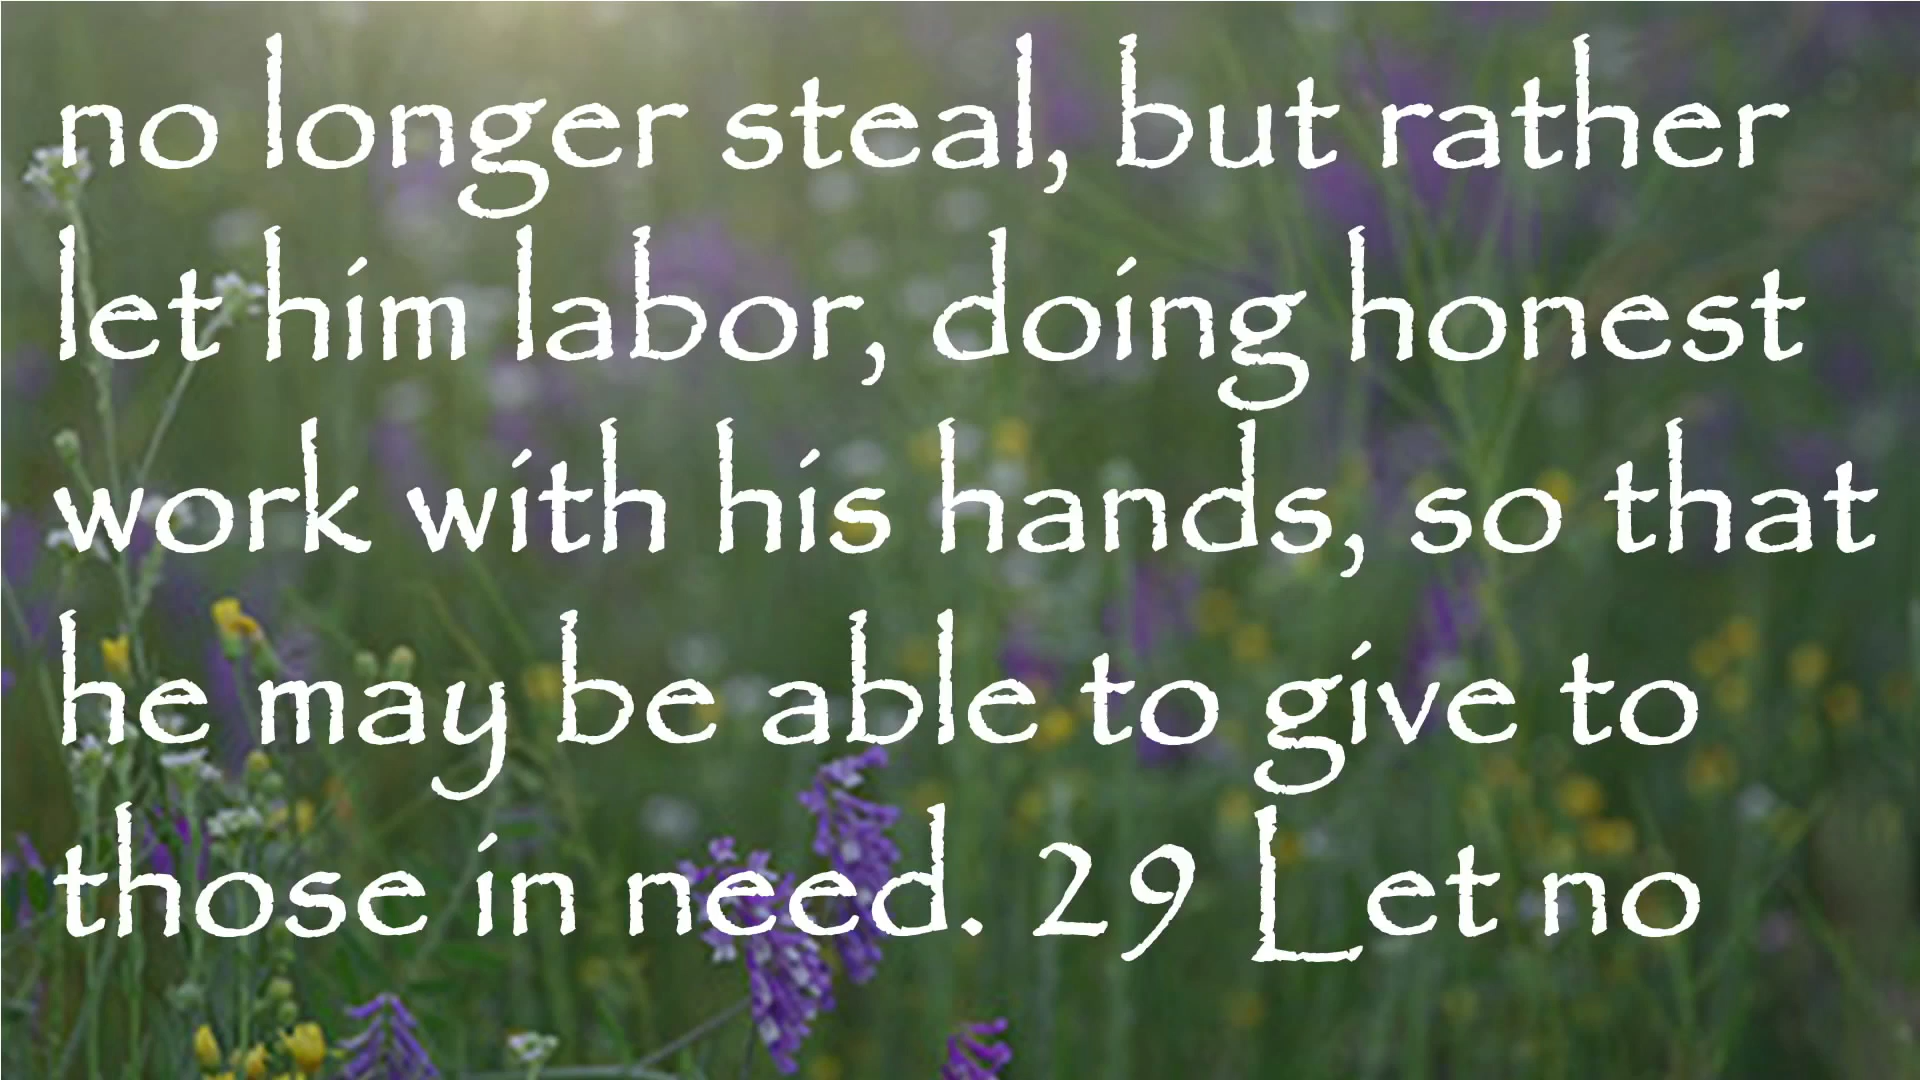 no longer steal, but rather
let him labor, doing honest
work with his hands, so that
he may be able to give to
those in need. 29 Let no